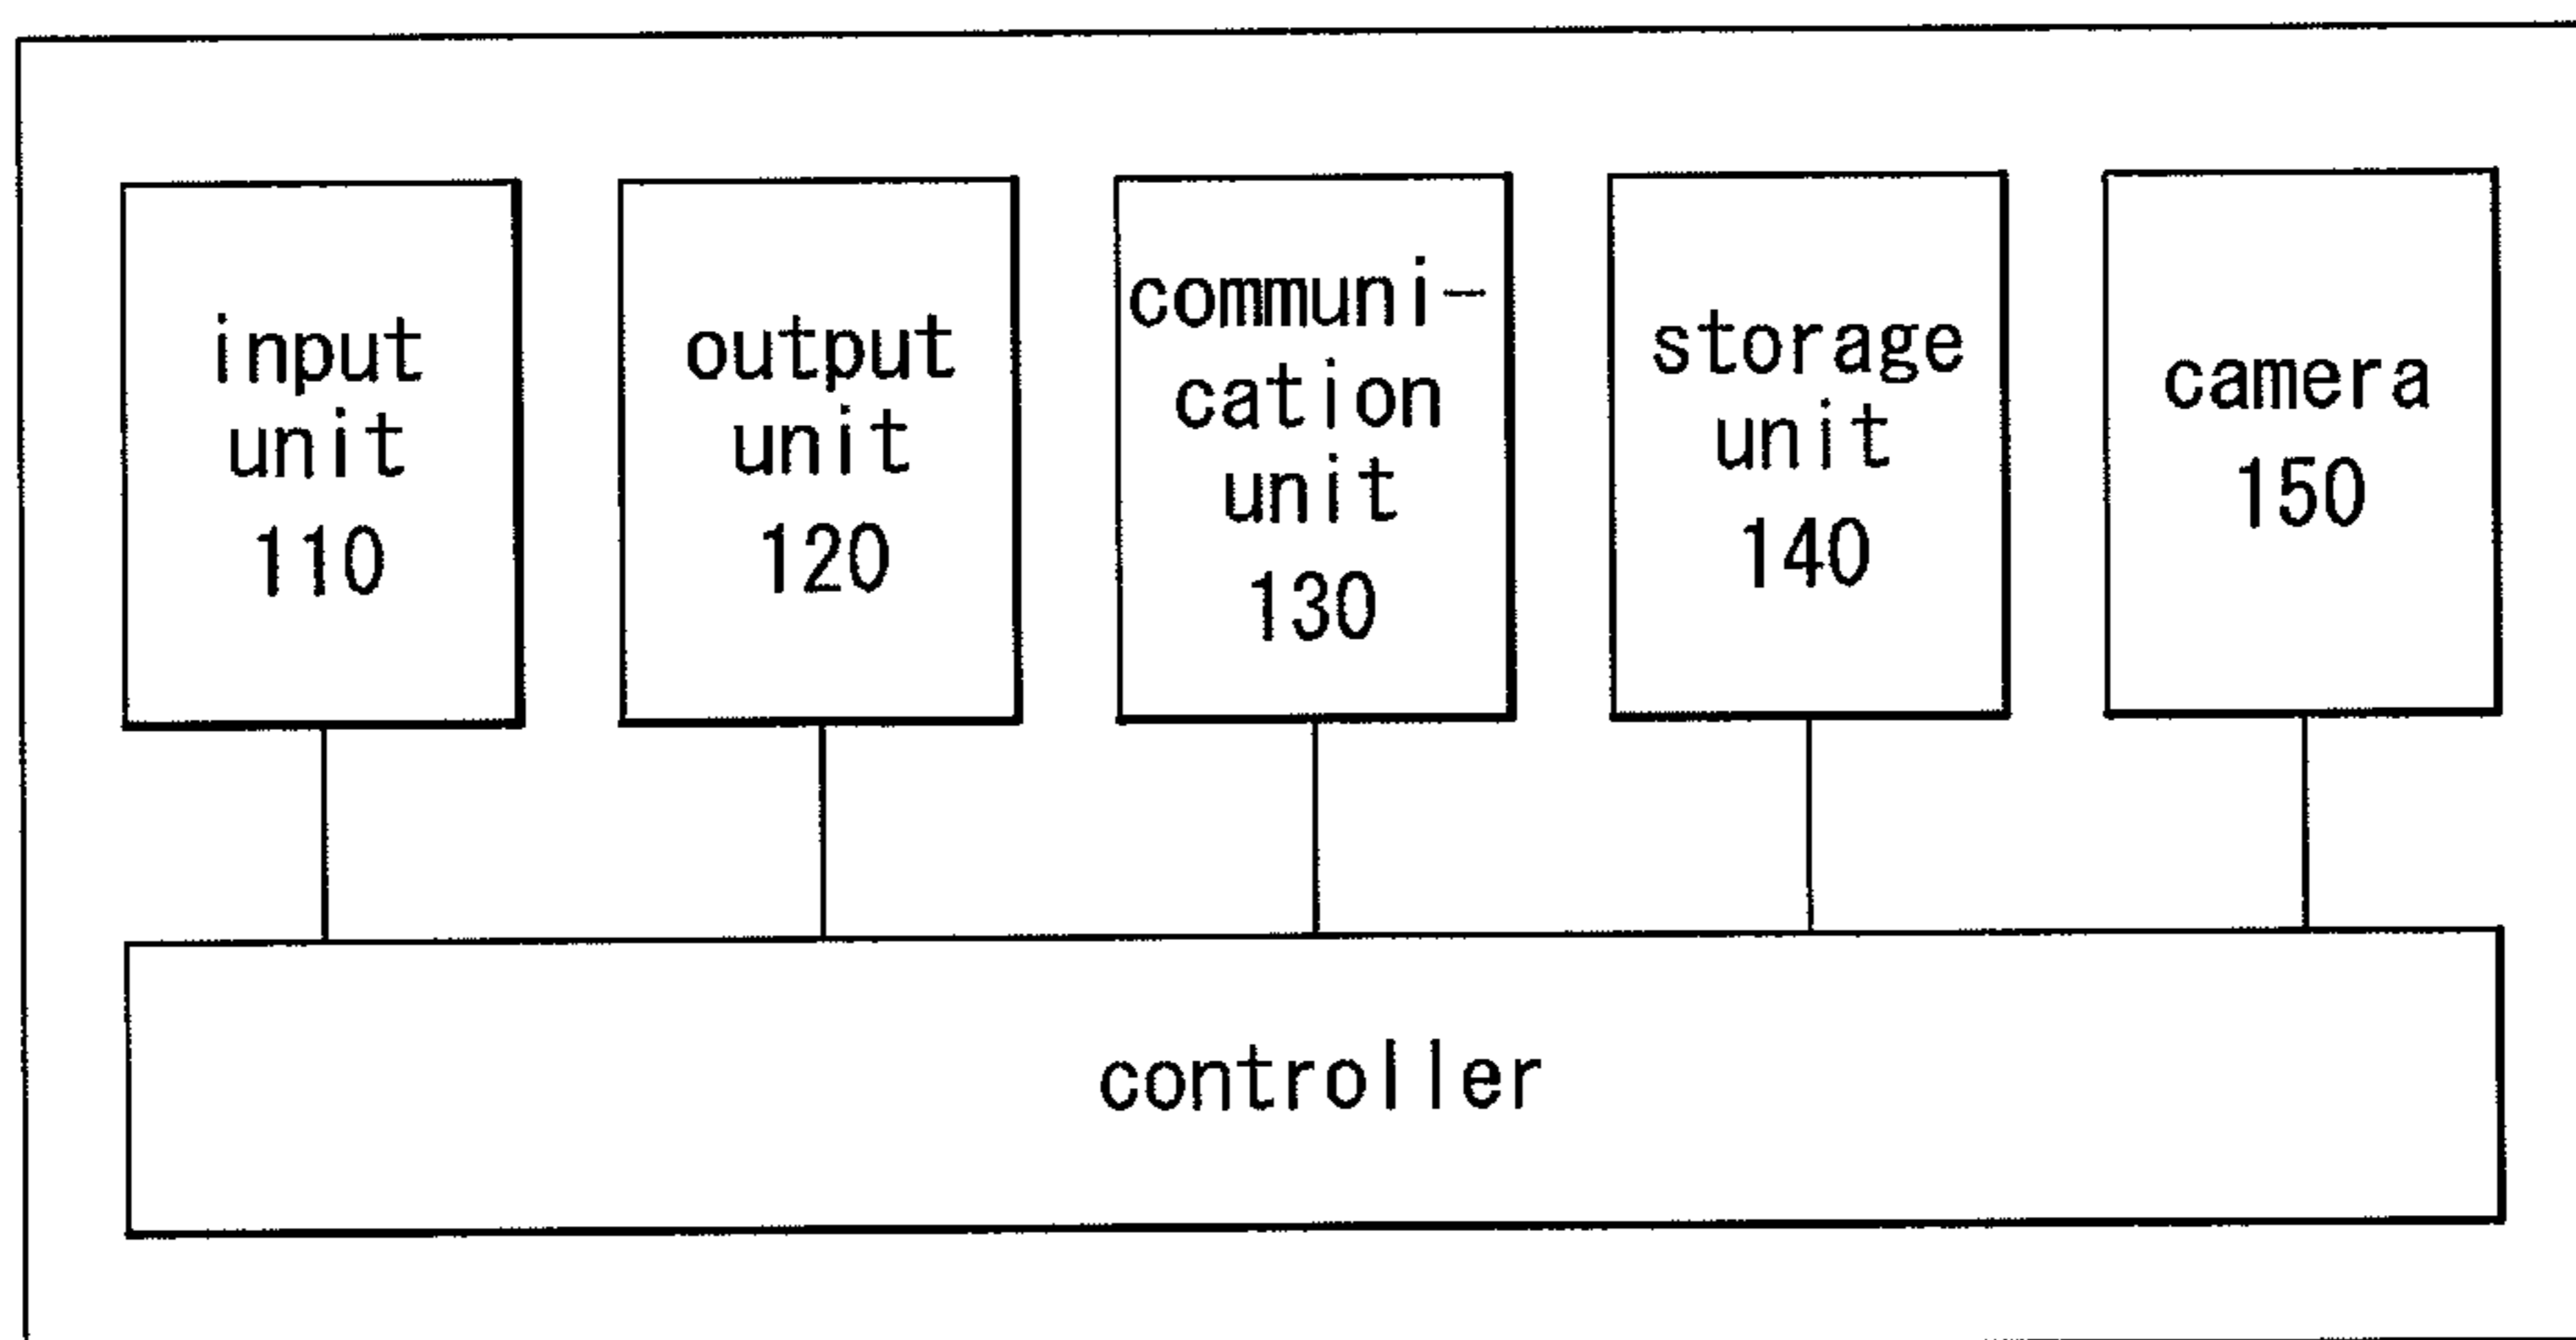 input
unit
110
output
unit
120
communi-
cation
unit
130
storage
unit
140
camera
150
controller